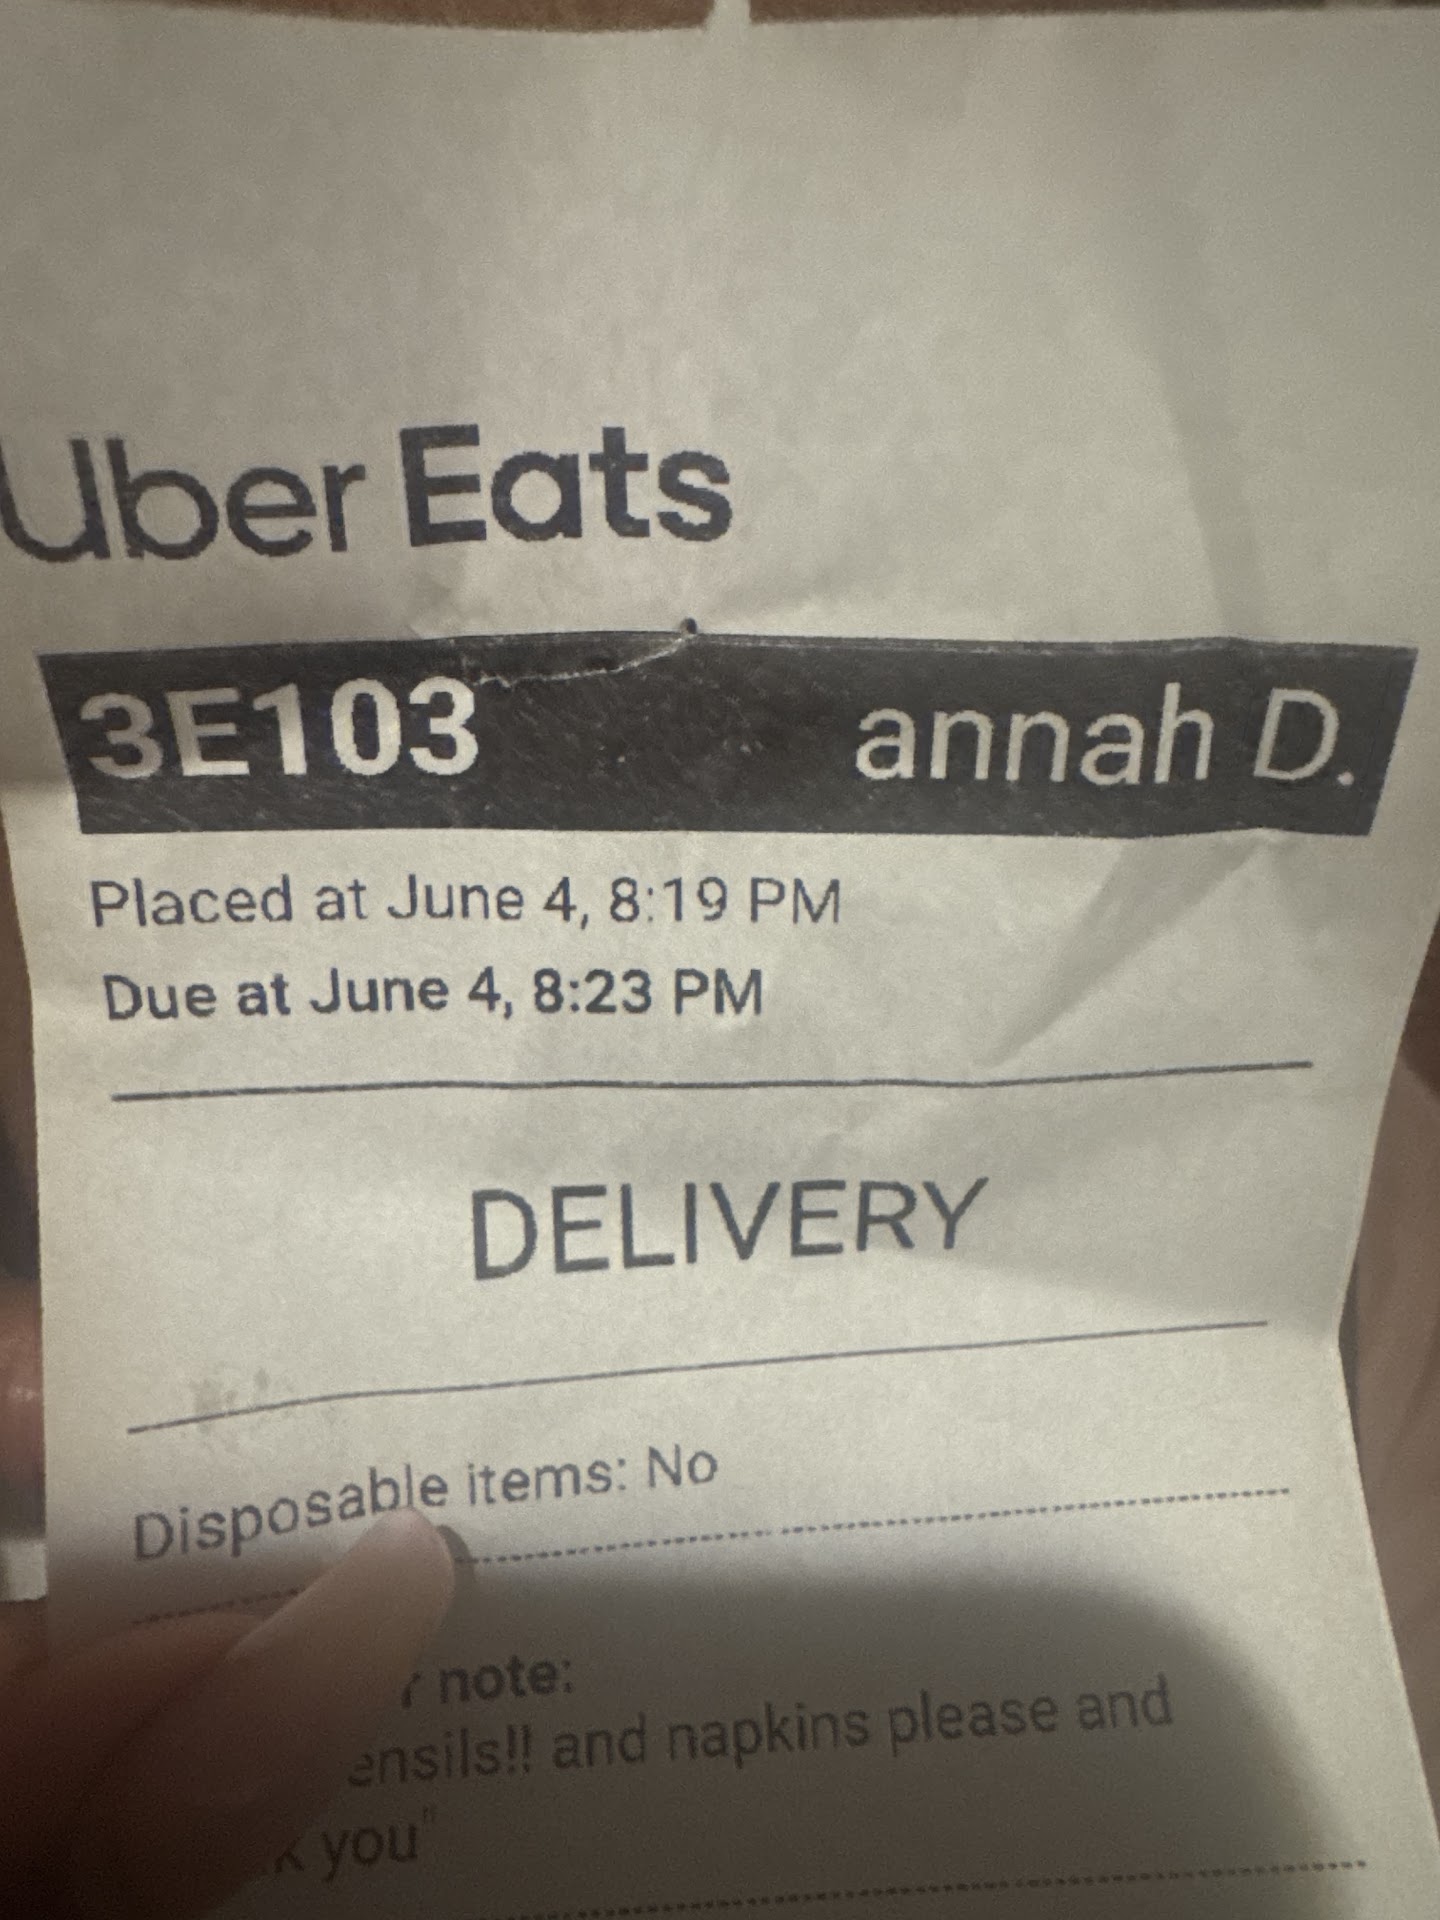 Uber Eats
3E103 annah D.
Placed at June 4, 8:19 PM
Due at June 4, 8:23 PM
DELIVERY
Disposable items: No
note:
and napkins please and
you"